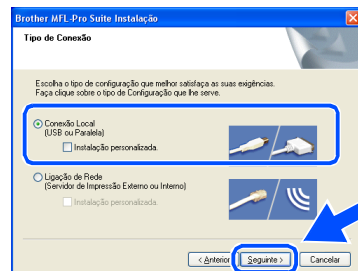 Brother MFL-Pro Suite Instalação
Tipo de Conexão
Escolha o tipo de configuração que melhor satisfaça as suas exigências.
Faça clique sobre o tipo de Configuração que lhe serve.
Conexão Local
(USB ou Paralela)
Instalação personalizada.
Ligação de Rede
(Servidor de Impressão Externo ou Interno)
Instalação personalizada.
< Anterior Seguinte > Cancelar